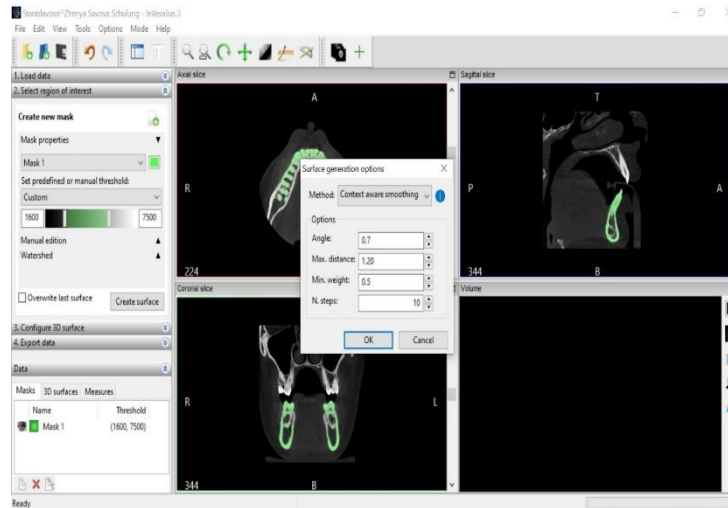 Stanislavova^Zhenya Savova Schulung - InVesalius 3
File Edit View Tools Options Mode Help
1. Load data
2. Select region of interest
Create new mask
Mask properties
Mask 1
Set predefined or manual threshold:
Custom
1600 7500
Manual edition
Watershed
Overwrite last surface Create surface
3. Configure 3D surface
4. Export data
Data
Masks 3D surfaces Measures
Name Threshold
Mask 1 (1600, 7500)
Ready
Axial slice
A
R
224
Sagittal slice
T
P A
344 B
Coronal slice
R L
344 B
Volume
Surface generation options X
Method: Context aware smoothing
Options
Angle: 0.7
Max. distance: 1.20
Min. weight: 0.5
N. steps: 10
OK Cancel